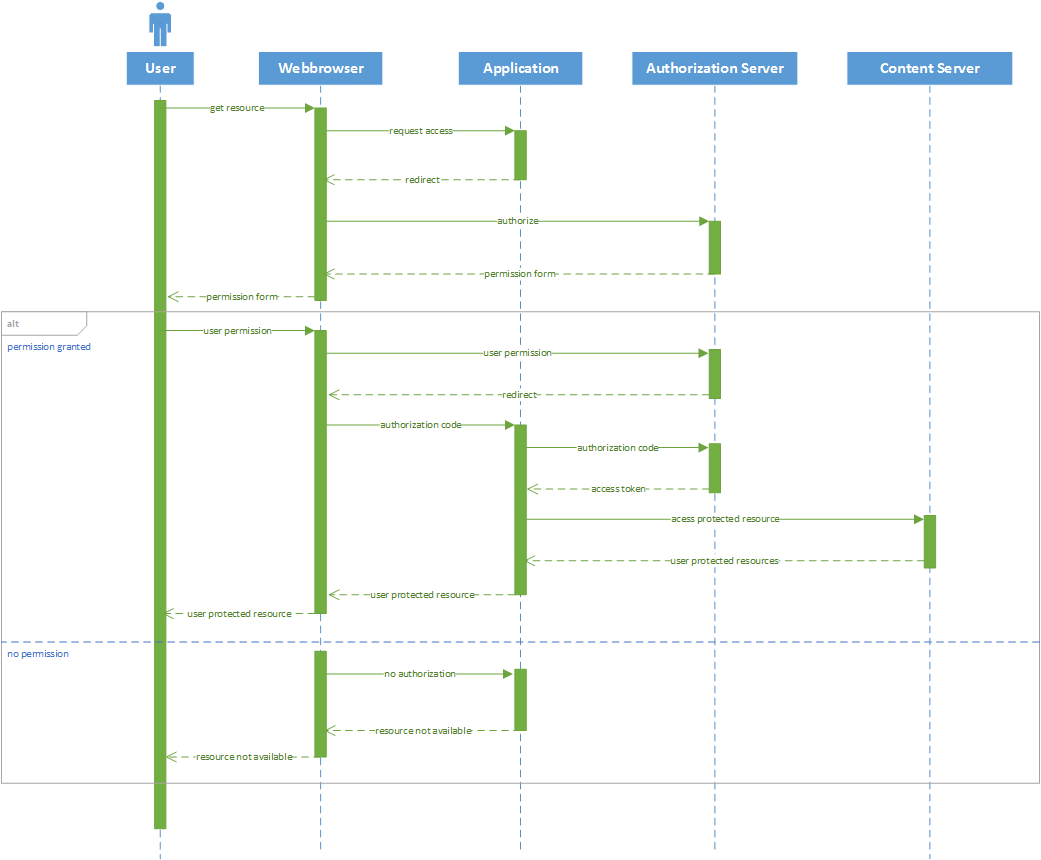 User
Webbrowser
Application
Authorization Server
Content Server
get resource
request access
redirect
authorize
permission form
permission form
alt
permission granted
user permission
user permission
redirect
authorization code
authorization code
access token
acess protected resource
user protected resources
user protected resource
user protected resource
no permission
no authorization
resource not available
resource not available